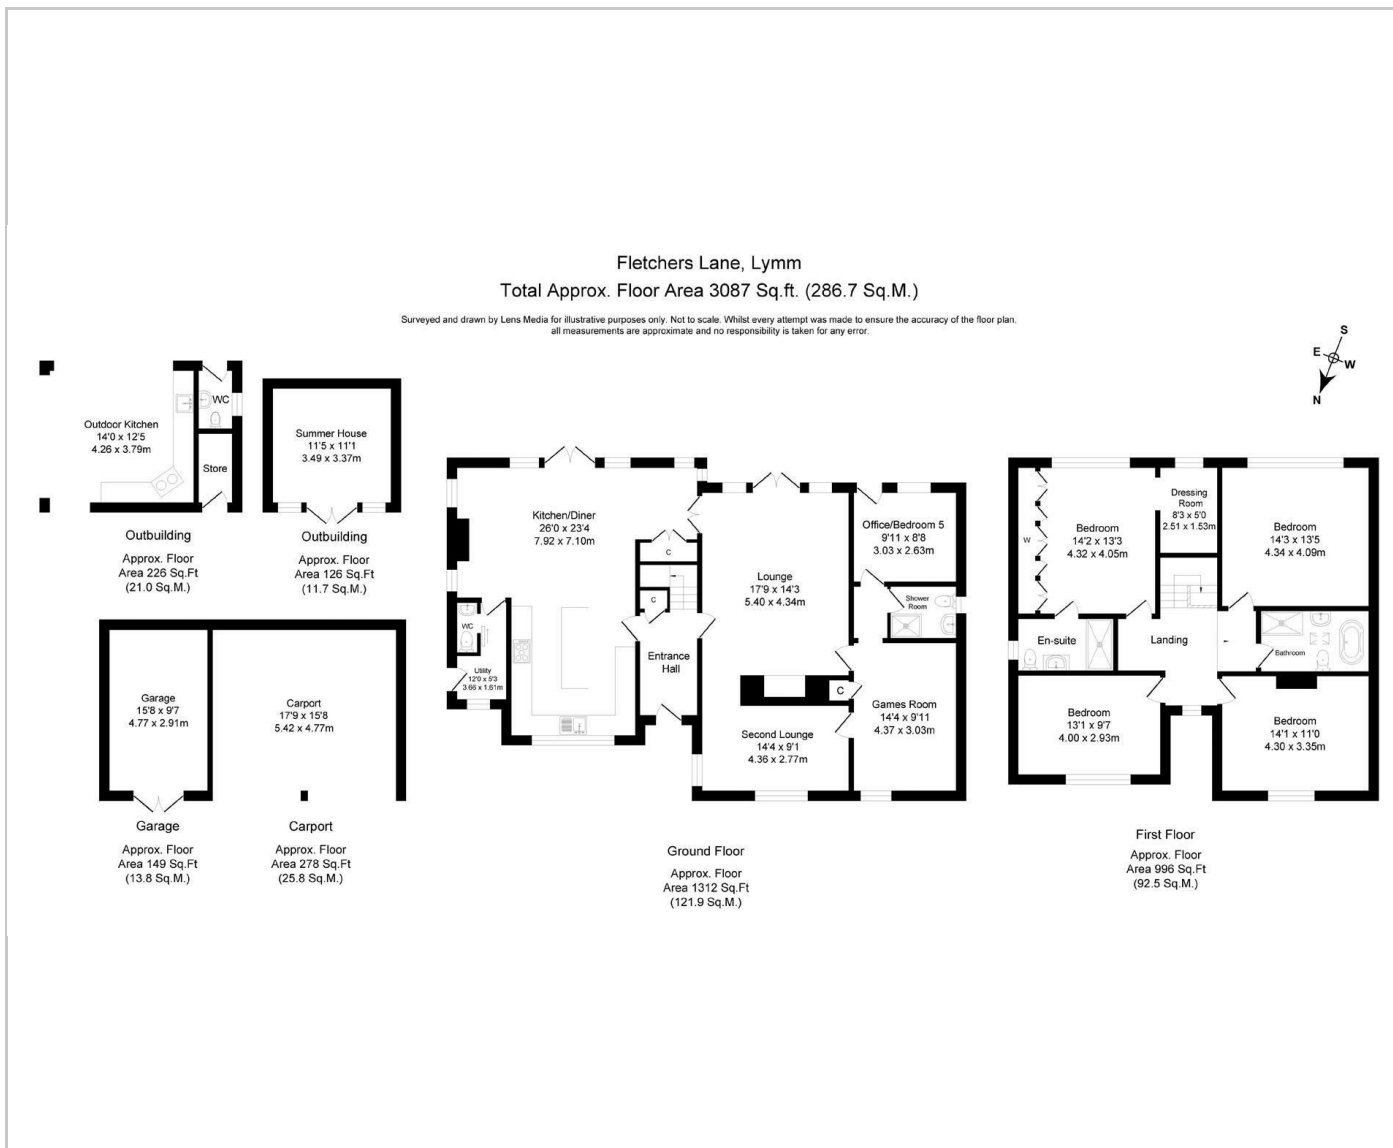 Fletchers Lane, Lymm
Total Approx. Floor Area 3087 Sq.ft. (286.7 Sq.M.)
Surveyed and drawn by Lens Media for illustrative purposes only. Not to scale. Whilst every attempt was made to ensure the accuracy of the floor plan.
all measurements are approximate and no responsibility is taken for any error.
S
E
W
N
Outdoor Kitchen
14'0 x 12'5
4.26 x 3.79m
WC
Store
Outbuilding
Approx. Floor
Area 226 Sq.Ft
(21.0 Sq.M.)
Summer House
11'5 x 11'1
3.49 x 3.37m
Outbuilding
Approx. Floor
Area 126 Sq.Ft
(11.7 Sq.M.)
Garage
15'8 x 9'7
4.77 x 2.91m
Garage
Approx. Floor
Area 149 Sq.Ft
(13.8 Sq.M.)
Carport
17'9 x 15'8
5.42 x 4.77m
Carport
Approx. Floor
Area 278 Sq.Ft
(25.8 Sq.M.)
Kitchen/Diner
26'0 x 23'4
7.92 x 7.10m
C
C
WC
Utility
12'0 x 5'3
3.66 x 1.61m
Entrance
Hall
Lounge
17'9 x 14'3
5.40 x 4.34m
Office/Bedroom 5
9'11 x 8'8
3.03 x 2.63m
Shower
Room
C
Games Room
14'4 x 9'11
4.37 x 3.03m
Second Lounge
14'4 x 9'1
4.36 x 2.77m
Ground Floor
Approx. Floor
Area 1312 Sq.Ft
(121.9 Sq.M.)
W
Bedroom
14'2 x 13'3
4.32 x 4.05m
Dressing
Room
8'3 x 5'0
2.51 x 1.53m
Bedroom
14'3 x 13'5
4.34 x 4.09m
En-suite
Landing
Bathroom
Bedroom
13'1 x 9'7
4.00 x 2.93m
Bedroom
14'1 x 11'0
4.30 x 3.35m
First Floor
Approx. Floor
Area 996 Sq.Ft
(92.5 Sq.M.)